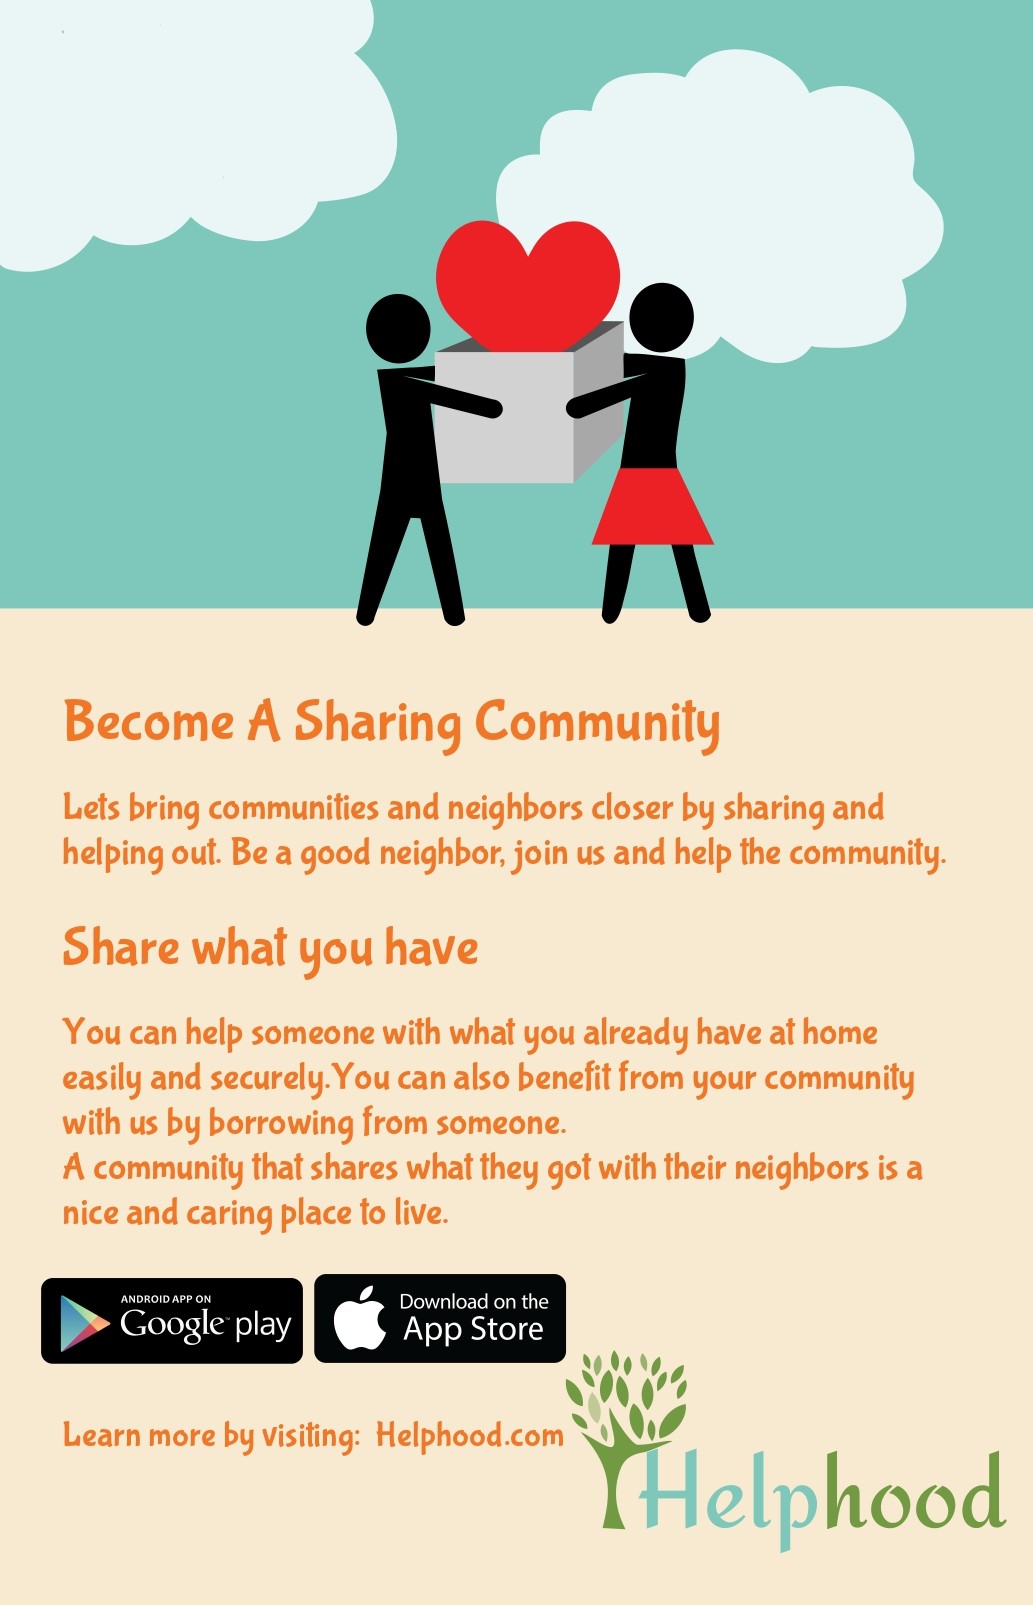 Become A Sharing Community
Lets bring communities and neighbors closer by sharing and
helping out. Be a good neighbor, join us and help the community.
Share what you have
You can help someone with what you already have at home
easily and securely.You can also benefit from your community
with us by borrowing from someone.
A community that shares what they got with their neighbors is a
nice and caring place to live.
ANDROID APP ON
Google play
Download on the
App Store
Learn more by visiting: Helphood.com
Helphood